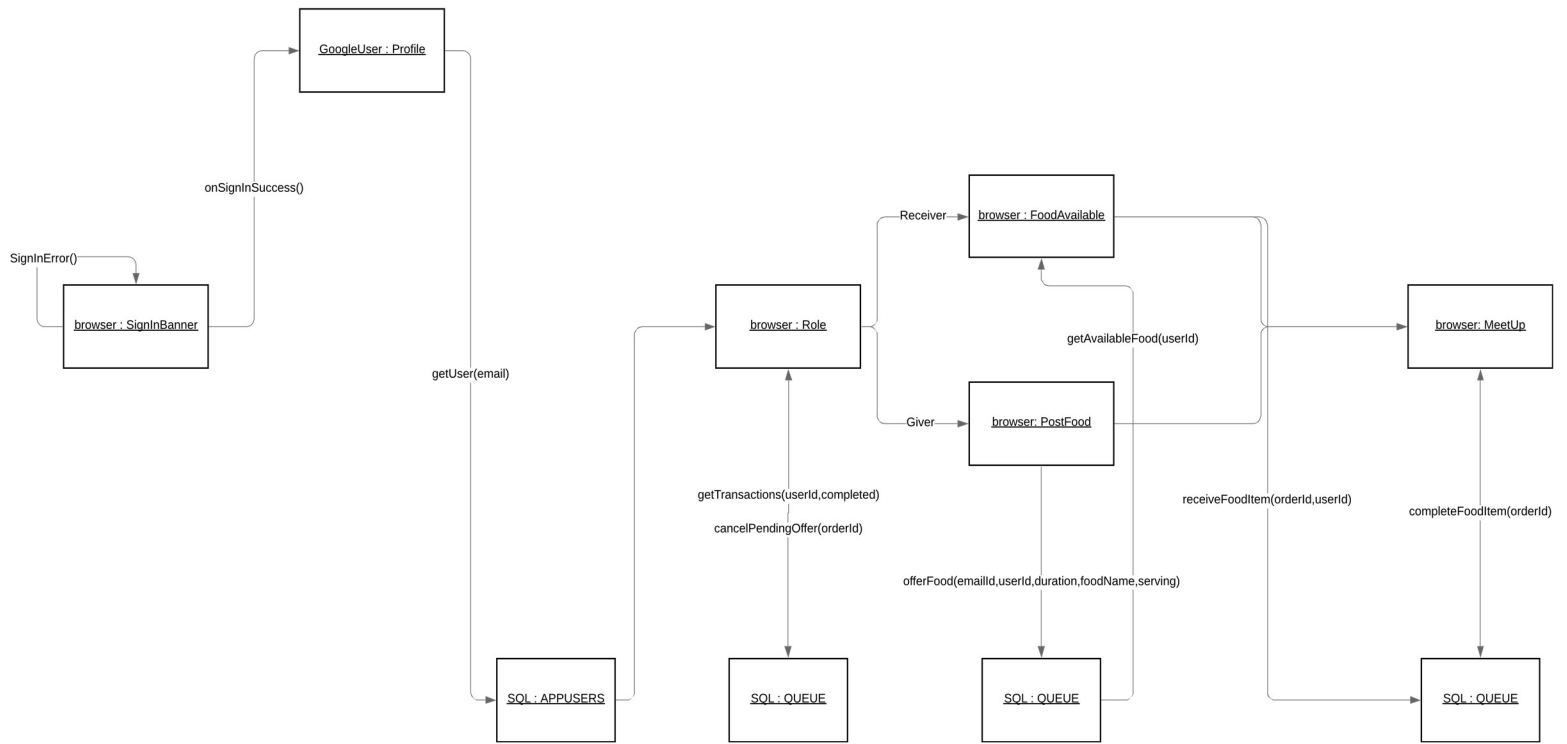 GoogleUser : Profile
onSignInSuccess()
Receiver
browser : FoodAvailable
SignInError()
browser : SignInBanner
browser : Role
browser: MeetUp
getAvailableFood(userId)
getUser(email)
Giver
browser: PostFood
getTransactions(userId,completed)
receiveFoodItem(orderId,userId)
completeFoodItem(orderId)
cancelPendingOffer(orderId)
offerFood(emailId,userId,duration,foodName,serving)
SQL : APPUSERS
SQL : QUEUE
SQL : QUEUE
SQL : QUEUE